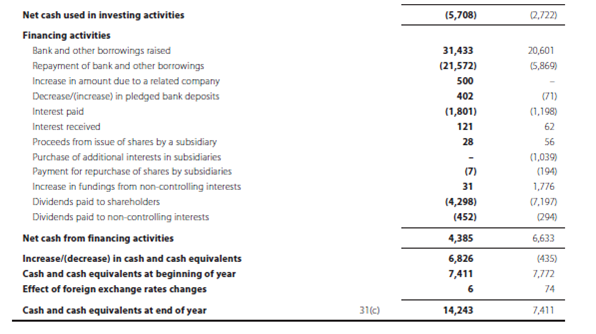 Net cash used in investing activities (5,708) (2,722)
Financing activities
Bank and other borrowings raised 31,433 20,601
Repayment of bank and other borrowings (21,572) (5,869)
Increase in amount due to a related company 500 –
Decrease/(increase) in pledged bank deposits 402 (71)
Interest paid (1,801) (1,198)
Interest received 121 62
Proceeds from issue of shares by a subsidiary 28 56
Purchase of additional interests in subsidiaries – (1,039)
Payment for repurchase of shares by subsidiaries (7) (194)
Increase in fundings from non-controlling interests 31 1,776
Dividends paid to shareholders (4,298) (7,197)
Dividends paid to non-controlling interests (452) (294)
Net cash from financing activities 4,385 6,633
Increase/(decrease) in cash and cash equivalents 6,826 (435)
Cash and cash equivalents at beginning of year 7,411 7,772
Effect of foreign exchange rates changes 6 74
Cash and cash equivalents at end of year 31(c) 14,243 7,411